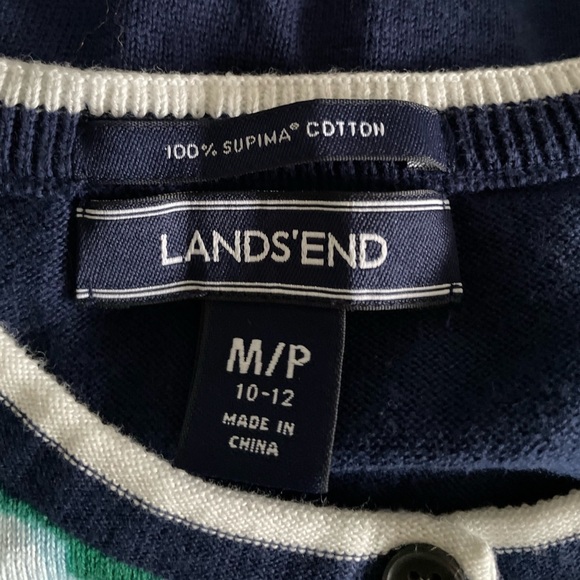 100% SUPIMA® COTTON
LANDS'END
M/P
10-12
MADE IN
CHINA